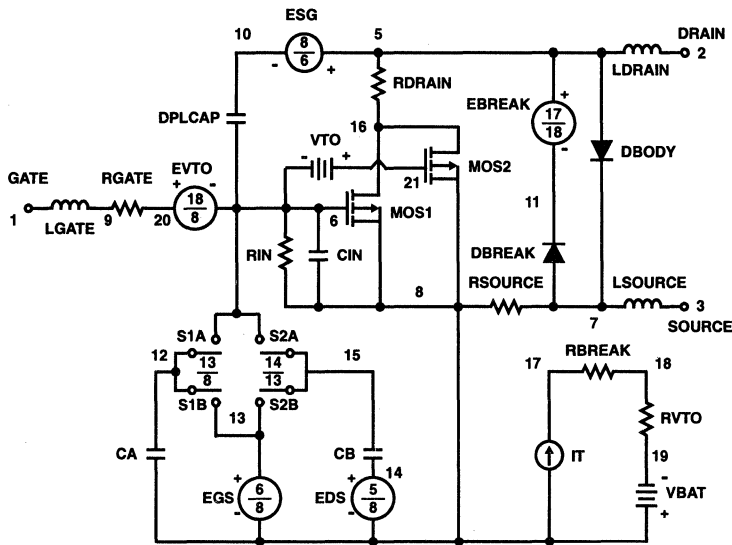 ESG
10
8
6
5
DRAIN
2
- +
LDRAIN
RDRAIN
DPLCAP
EBREAK
+
17
18
-
16
VTO
- +
DBODY
MOS2
21
GATE
RGATE
EVTO
+ -
18
8
1
LGATE
9
20
6
MOS1
11
RIN
CIN
DBREAK
RSOURCE
LSOURCE
8
7
3
SOURCE
S1A
S2A
12
13
8
14
13
15
S1B
S2B
13
17
RBREAK
18
RVTO
CA
CB
14
IT
19
VBAT
-
+
EGS
+
6
8
-
EDS
+
5
8
-